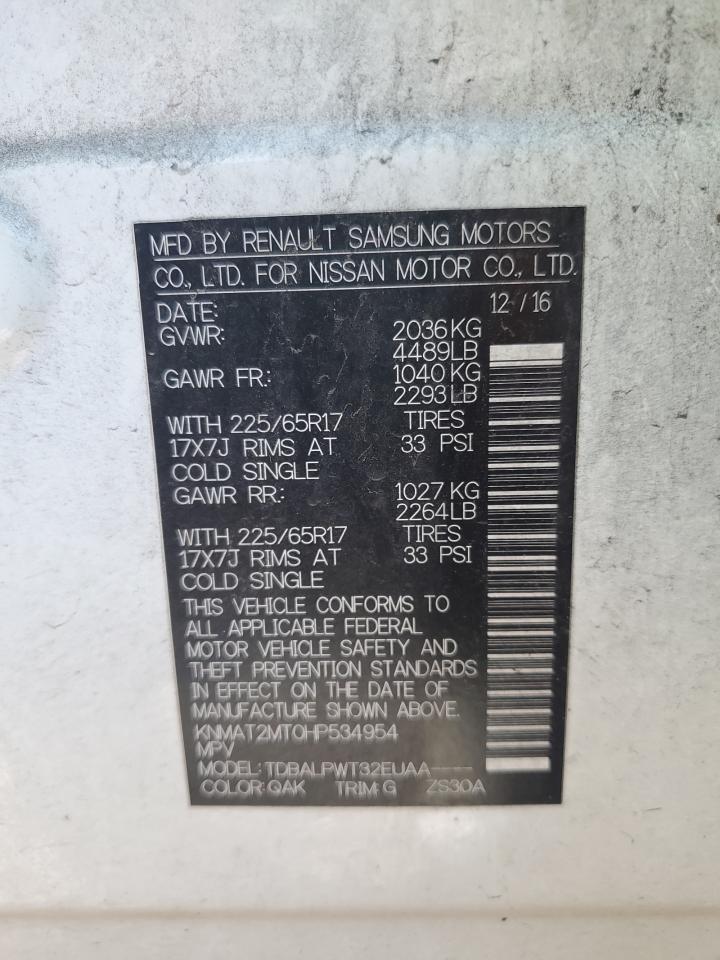 MFD BY RENAULT SAMSUNG MOTORS
CO., LTD. FOR NISSAN MOTOR CO., LTD.
DATE: 12 / 16
GVWR: 2036 KG
4489LB
GAWR FR.: 1040 KG
2293 LB
WITH 225/65R17 TIRES
17X7J RIMS AT 33 PSI
COLD SINGLE
GAWR RR.: 1027 KG
2264LB
WITH 225/65R17 TIRES
17X7J RIMS AT 33 PSI
COLD SINGLE
THIS VEHICLE CONFORMS TO
ALL APPLICABLE FEDERAL
MOTOR VEHICLE SAFETY AND
THEFT PREVENTION STANDARDS
IN EFFECT ON THE DATE OF
MANUFACTURE SHOWN ABOVE.
KNMAT2MT0HP534954
MPV
MODEL: TDBALPWT32EUAA----
COLOR: QAK TRIM: G ZS30A